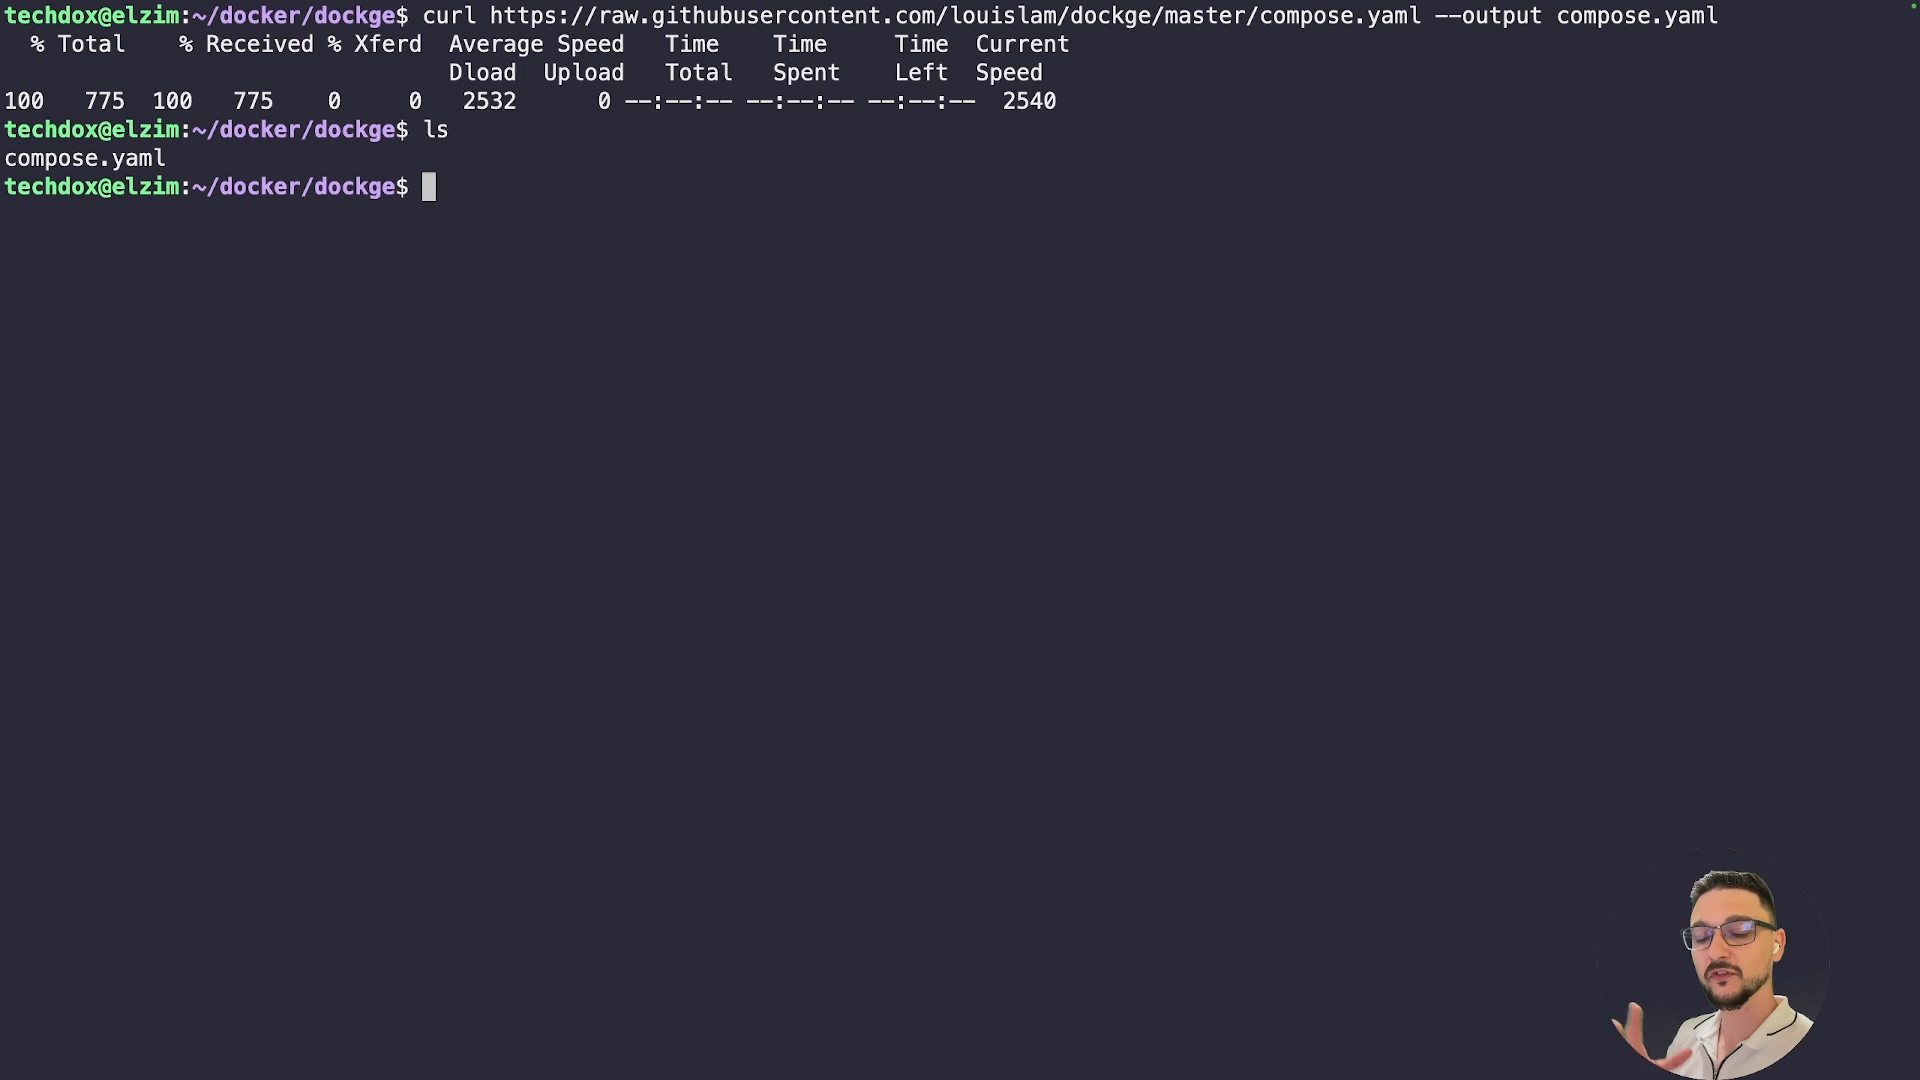 techdox@elzim:~/docker/dockge$ curl https://raw.githubusercontent.com/louislam/dockge/master/compose.yaml --output compose.yaml
% Total % Received % Xferd Average Speed Time Time Time Current
Dload Upload Total Spent Left Speed
100 775 100 775 0 0 2532 0 --:--:-- --:--:-- --:--:-- 2540
techdox@elzim:~/docker/dockge$ ls
compose.yaml
techdox@elzim:~/docker/dockge$